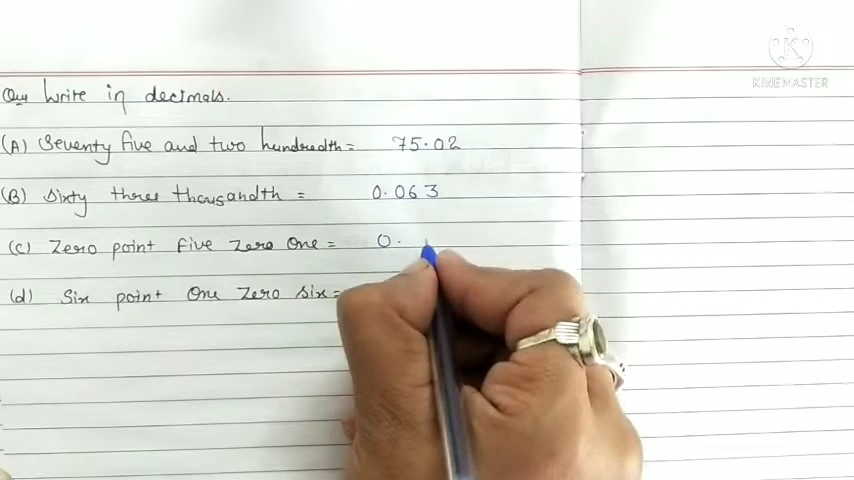 Que Write in decimals.
(A) Seventy five and two hundredth = 75.02
(B) Sixty three thousandth = 0.063
(C) Zero point five zero One = 0.
(d) Six point One Zero six =
KINEMASTER